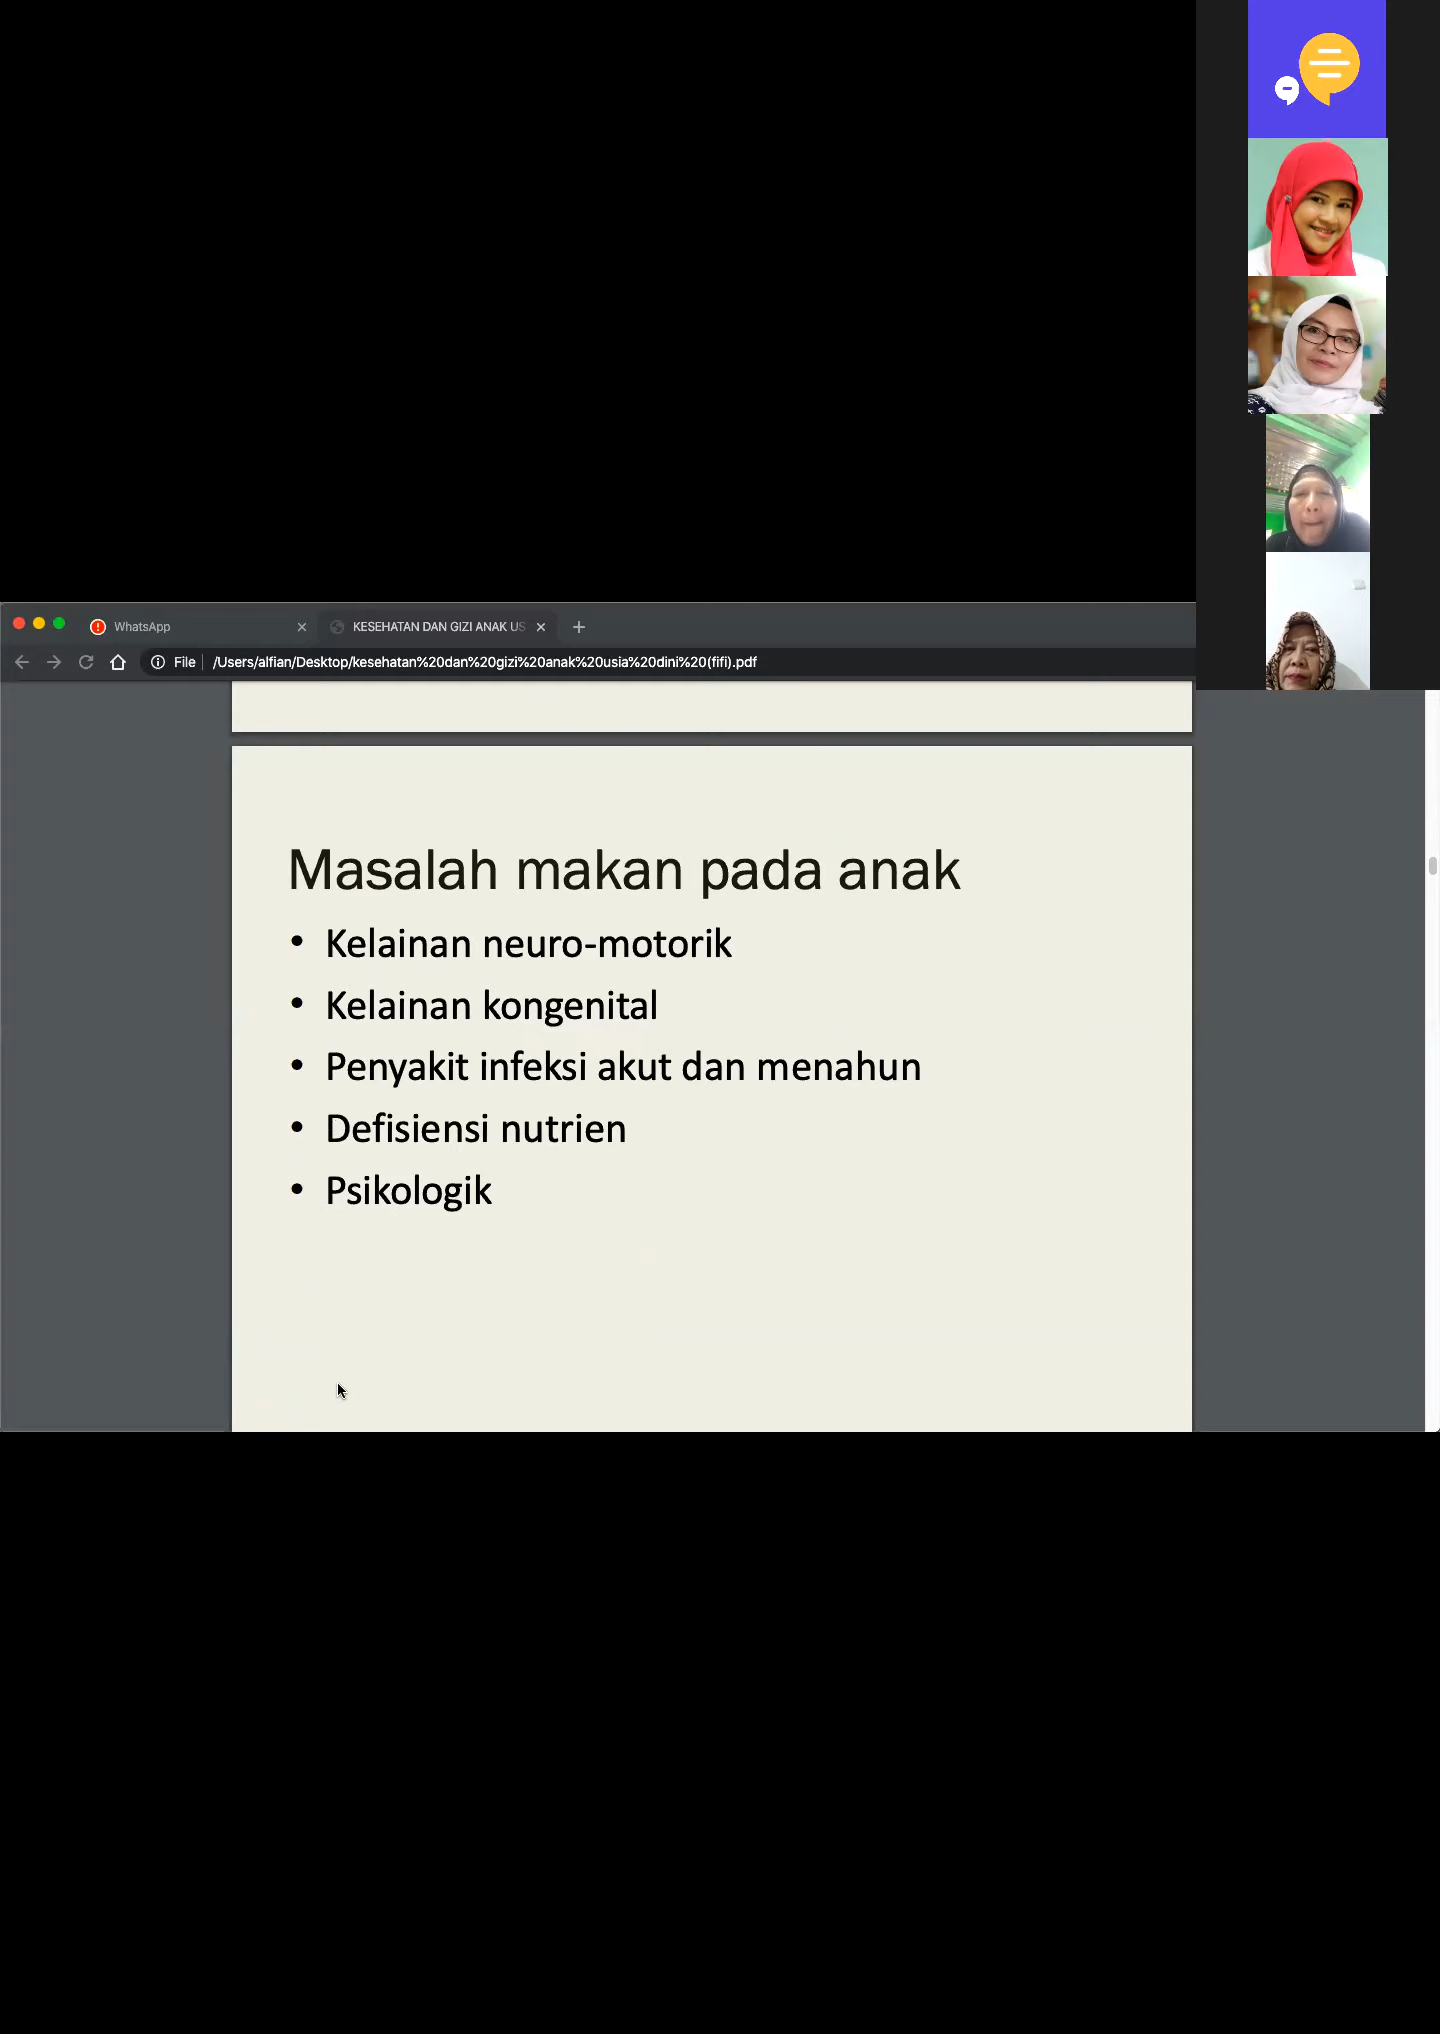 WhatsApp
KESEHATAN DAN GIZI ANAK US
File
/Users/alfian/Desktop/kesehatan%20dan%20gizi%20anak%20usia%20dini%20(fifi).pdf
Masalah makan pada anak
• Kelainan neuro-motorik
• Kelainan kongenital
• Penyakit infeksi akut dan menahun
• Defisiensi nutrien
• Psikologik